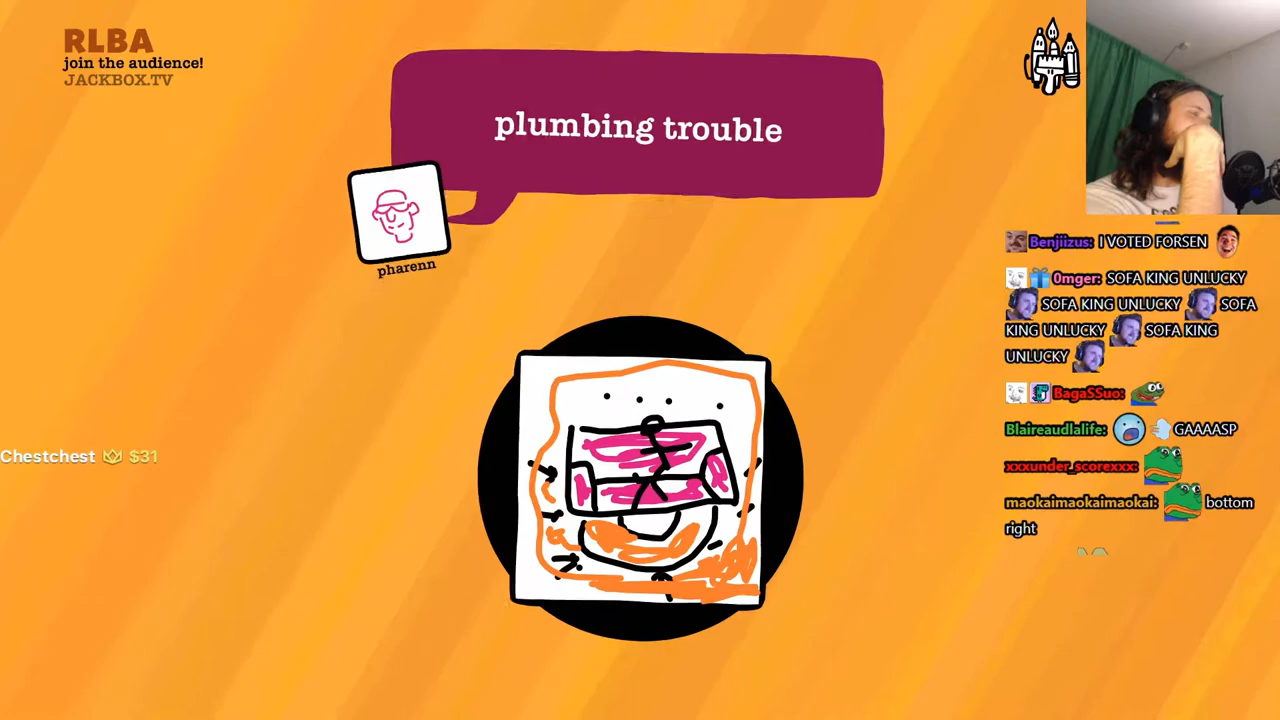 RLBA
join the audience!
JACKBOX.TV
plumbing trouble
pharenn
Chestchest $31
Benjiizus: I VOTED FORSEN
0mger: SOFA KING UNLUCKY
SOFA KING UNLUCKY SOFA
KING UNLUCKY SOFA KING
UNLUCKY
BagaSSuo:
Blaireaudlalife: GAAAASP
xxxunder_scorexxx:
maokaimaokaimaokai: bottom
right